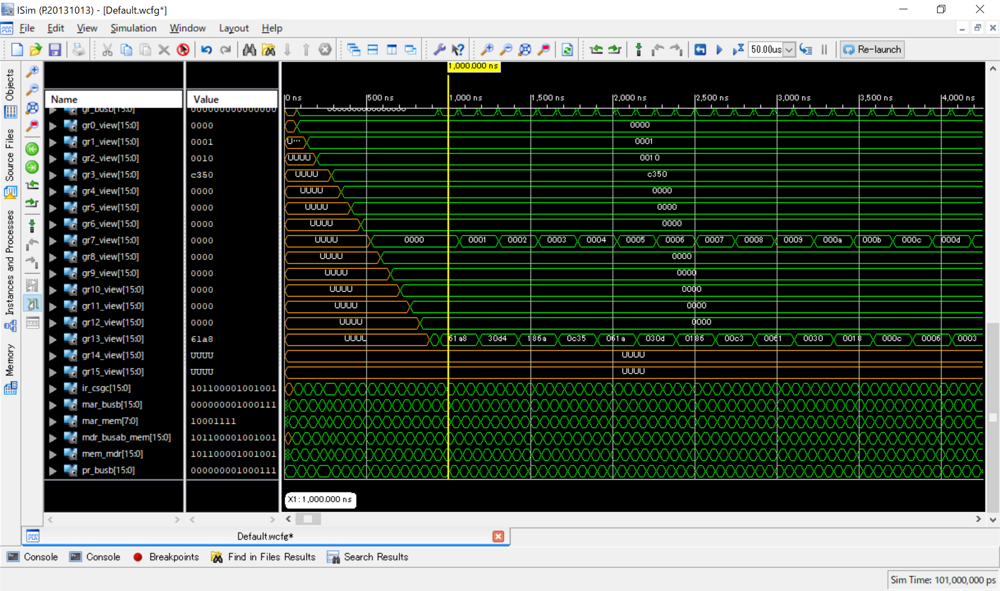 ISim (P.20131013) - [Default.wcfg*]
File Edit View Simulation Window Layout Help
50.00us Re-launch
1,000.000 ns
Objects
Source Files
Instances and Processes
Memory
Name Value
0 ns 500 ns 1,000 ns 1,500 ns 2,000 ns 2,500 ns 3,000 ns 3,500 ns 4,000 ns
gr_busb[15:0] 0000000000000000 0000000000000000
gr0_view[15:0] 0000 0000
gr1_view[15:0] 0001 U... 0001
gr2_view[15:0] 0010 UUUU 0010
gr3_view[15:0] c350 UUUU c350
gr4_view[15:0] 0000 UUUU 0000
gr5_view[15:0] 0000 UUUU 0000
gr6_view[15:0] 0000 UUUU 0000
gr7_view[15:0] 0000 UUUU 0000 0001 0002 0003 0004 0005 0006 0007 0008 0009 000a 000b 000c 000d
gr8_view[15:0] 0000 UUUU 0000
gr9_view[15:0] 0000 UUUU 0000
gr10_view[15:0] 0000 UUUU 0000
gr11_view[15:0] 0000 UUUU 0000
gr12_view[15:0] 0000 UUUU 0000
gr13_view[15:0] 61a8 UUUU 61a8 30d4 186a 0c35 061a 030d 0186 00c3 0061 0030 0018 000c 0006 0003
gr14_view[15:0] UUUU UUUU
gr15_view[15:0] UUUU UUUU
ir_csgc[15:0] 101100001001001
mar_busb[15:0] 000000001000111
mar_mem[7:0] 10001111
mdr_busab_mem[15:0] 101100001001001
mem_mdr[15:0] 101100001001001
pr_busb[15:0] 000000001000111
X1: 1,000.000 ns
Default.wcfg*
Console Console Breakpoints Find in Files Results Search Results
Sim Time: 101,000,000 ps